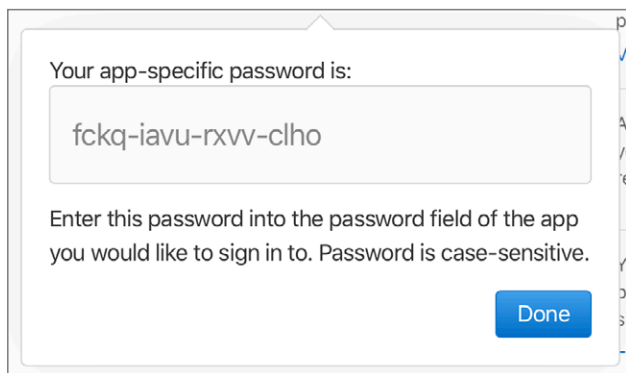 Your app-specific password is:
fckq-iavu-rxvv-clho
Enter this password into the password field of the app
you would like to sign in to. Password is case-sensitive.
Done